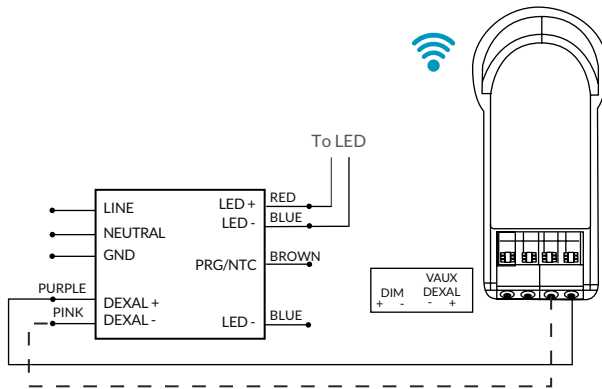 To LED
LINE
NEUTRAL
GND
PURPLE
PINK
DEXAL +
DEXAL -
LED +
LED -
PRG/NTC
LED -
RED
BLUE
BROWN
BLUE
VAUX
DIM DEXAL
+ - - +